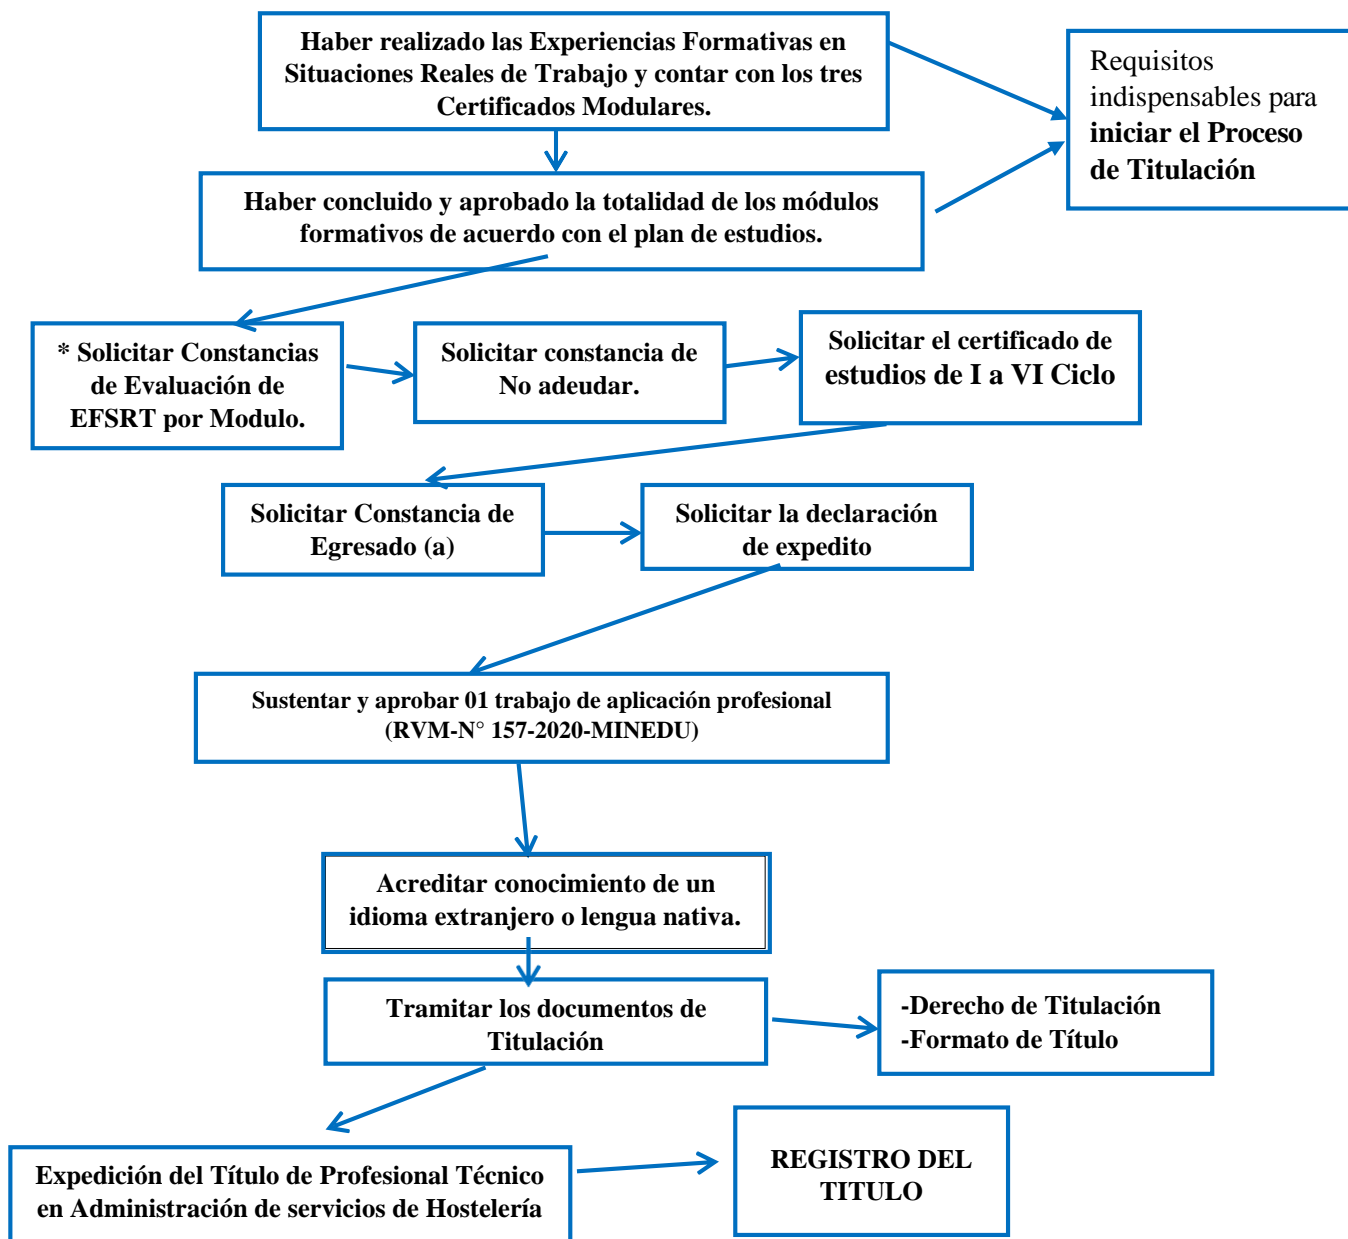 Haber realizado las Experiencias Formativas en
Situaciones Reales de Trabajo y contar con los tres
Certificados Modulares.
Requisitos
indispensables para
iniciar el Proceso
de Titulación
Haber concluido y aprobado la totalidad de los módulos
formativos de acuerdo con el plan de estudios.
* Solicitar Constancias
de Evaluación de
EFSRT por Modulo.
Solicitar constancia de
No adeudar.
Solicitar el certificado de
estudios de I a VI Ciclo
Solicitar Constancia de
Egresado (a)
Solicitar la declaración
de expedito
Sustentar y aprobar 01 trabajo de aplicación profesional
(RVM-N° 157-2020-MINEDU)
Acreditar conocimiento de un
idioma extranjero o lengua nativa.
Tramitar los documentos de
Titulación
-Derecho de Titulación
-Formato de Título
Expedición del Título de Profesional Técnico
en Administración de servicios de Hostelería
REGISTRO DEL
TITULO